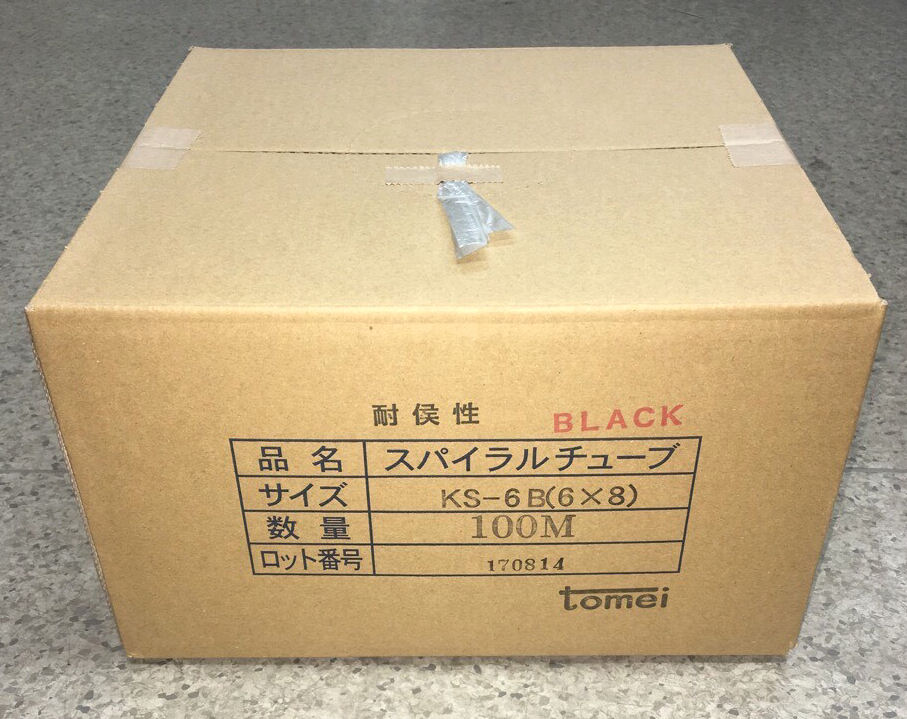 耐侯性 BLACK
品名 スパイラルチューブ
サイズ KS-6B(6×8)
数量 100M
ロット番号 170814
tomei